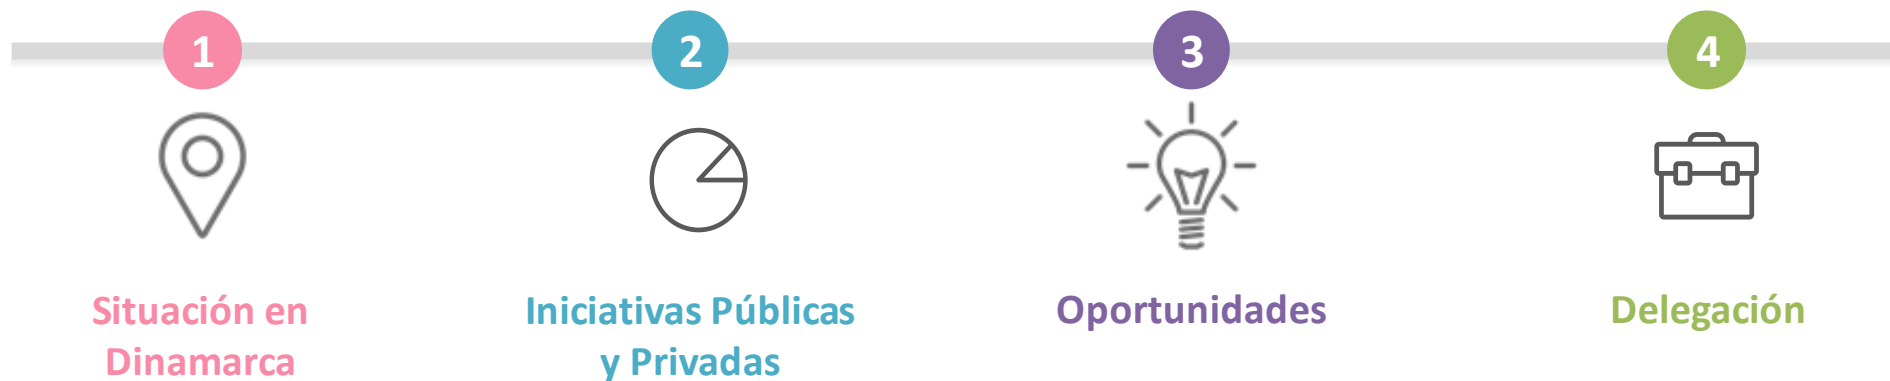 1
2
3
4
Situación en
Dinamarca
Iniciativas Públicas
y Privadas
Oportunidades
Delegación